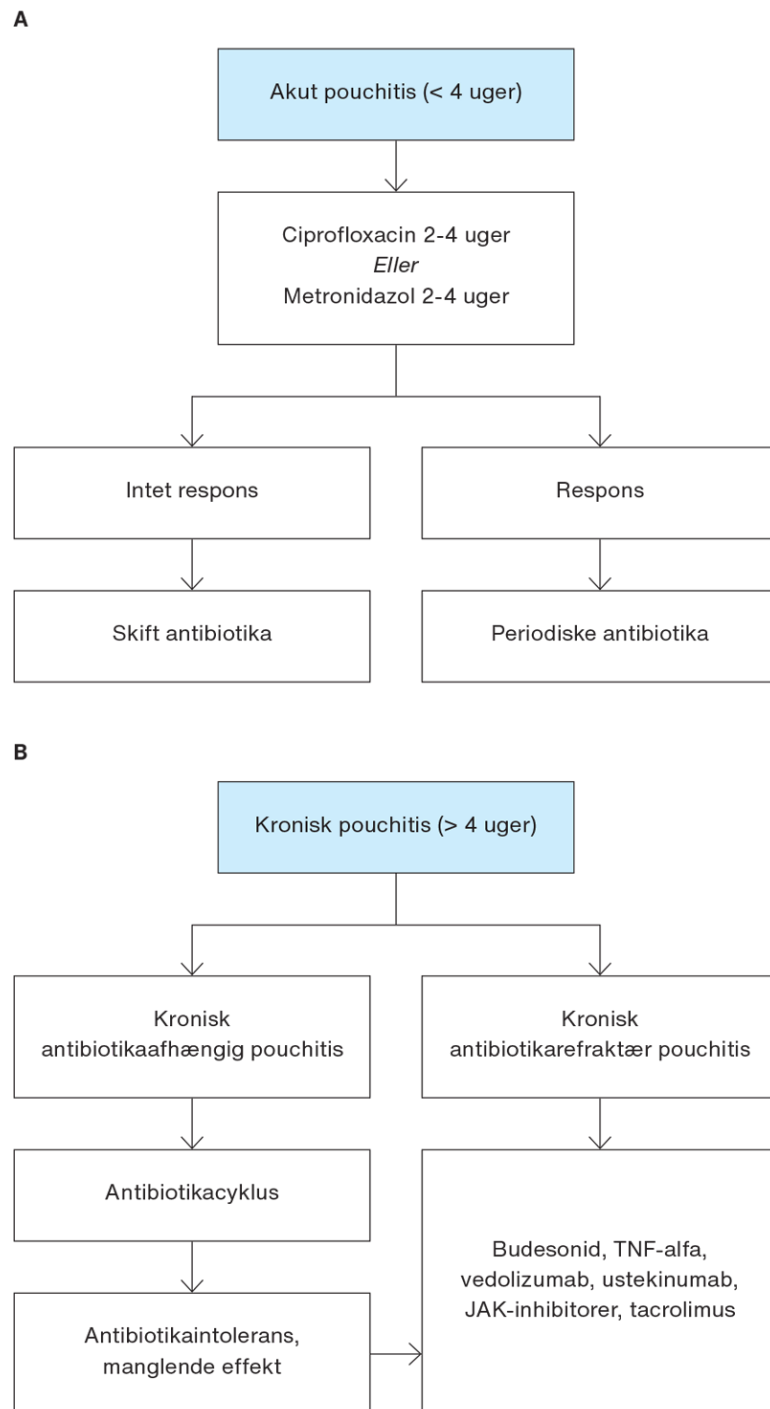 A
Akut pouchitis (< 4 uger)
Ciprofloxacin 2-4 uger
Eller
Metronidazol 2-4 uger
Intet respons
Respons
Skift antibiotika
Periodiske antibiotika
B
Kronisk pouchitis (> 4 uger)
Kronisk
antibiotikaafhængig pouchitis
Kronisk
antibiotikarefraktær pouchitis
Antibiotikacyklus
Budesonid, TNF-alfa,
vedolizumab, ustekinumab,
JAK-inhibitorer, tacrolimus
Antibiotikaintolerans,
manglende effekt